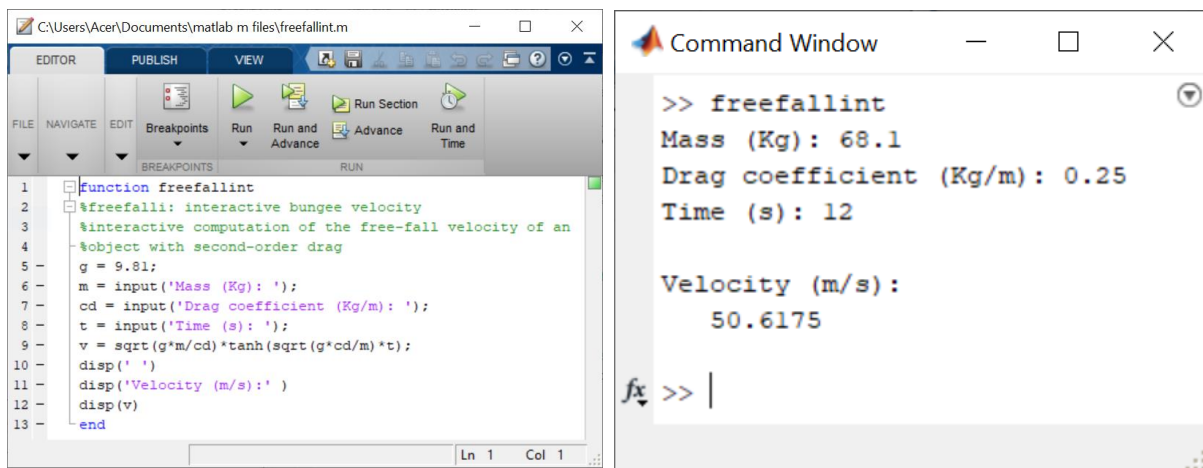 C:\Users\Acer\Documents\matlab m files\freefallint.m
EDITOR PUBLISH VIEW
FILE NAVIGATE EDIT Breakpoints Run Run and Advance Run Section Advance Run and Time
BREAKPOINTS RUN
1 function freefallint
2 %freefalli: interactive bungee velocity
3 %interactive computation of the free-fall velocity of an
4 %object with second-order drag
5 - g = 9.81;
6 - m = input('Mass (Kg): ');
7 - cd = input('Drag coefficient (Kg/m): ');
8 - t = input('Time (s): ');
9 - v = sqrt(g*m/cd)*tanh(sqrt(g*cd/m)*t);
10 - disp(' ')
11 - disp('Velocity (m/s):' )
12 - disp(v)
13 - end
Ln 1 Col 1
Command Window
>> freefallint
Mass (Kg): 68.1
Drag coefficient (Kg/m): 0.25
Time (s): 12
Velocity (m/s):
50.6175
fx >>